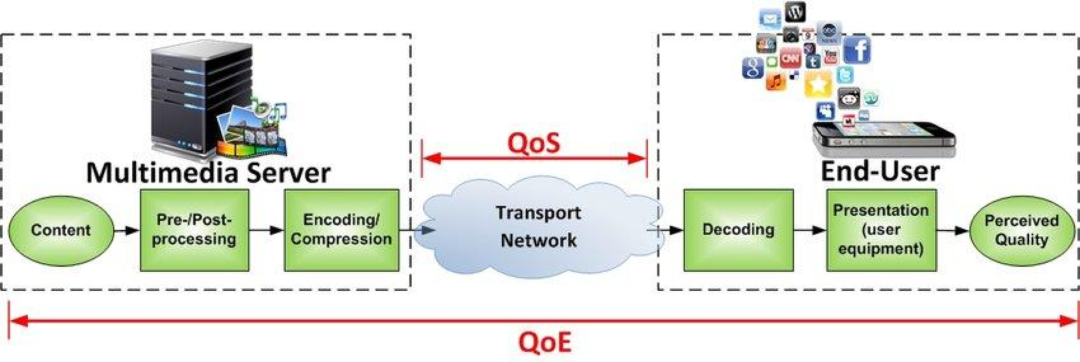 QoS
Multimedia Server
End-User
Content
Pre-/Post-
processing
Encoding/
Compression
Transport
Network
Decoding
Presentation
(user
equipment)
Perceived
Quality
QoE
CNN